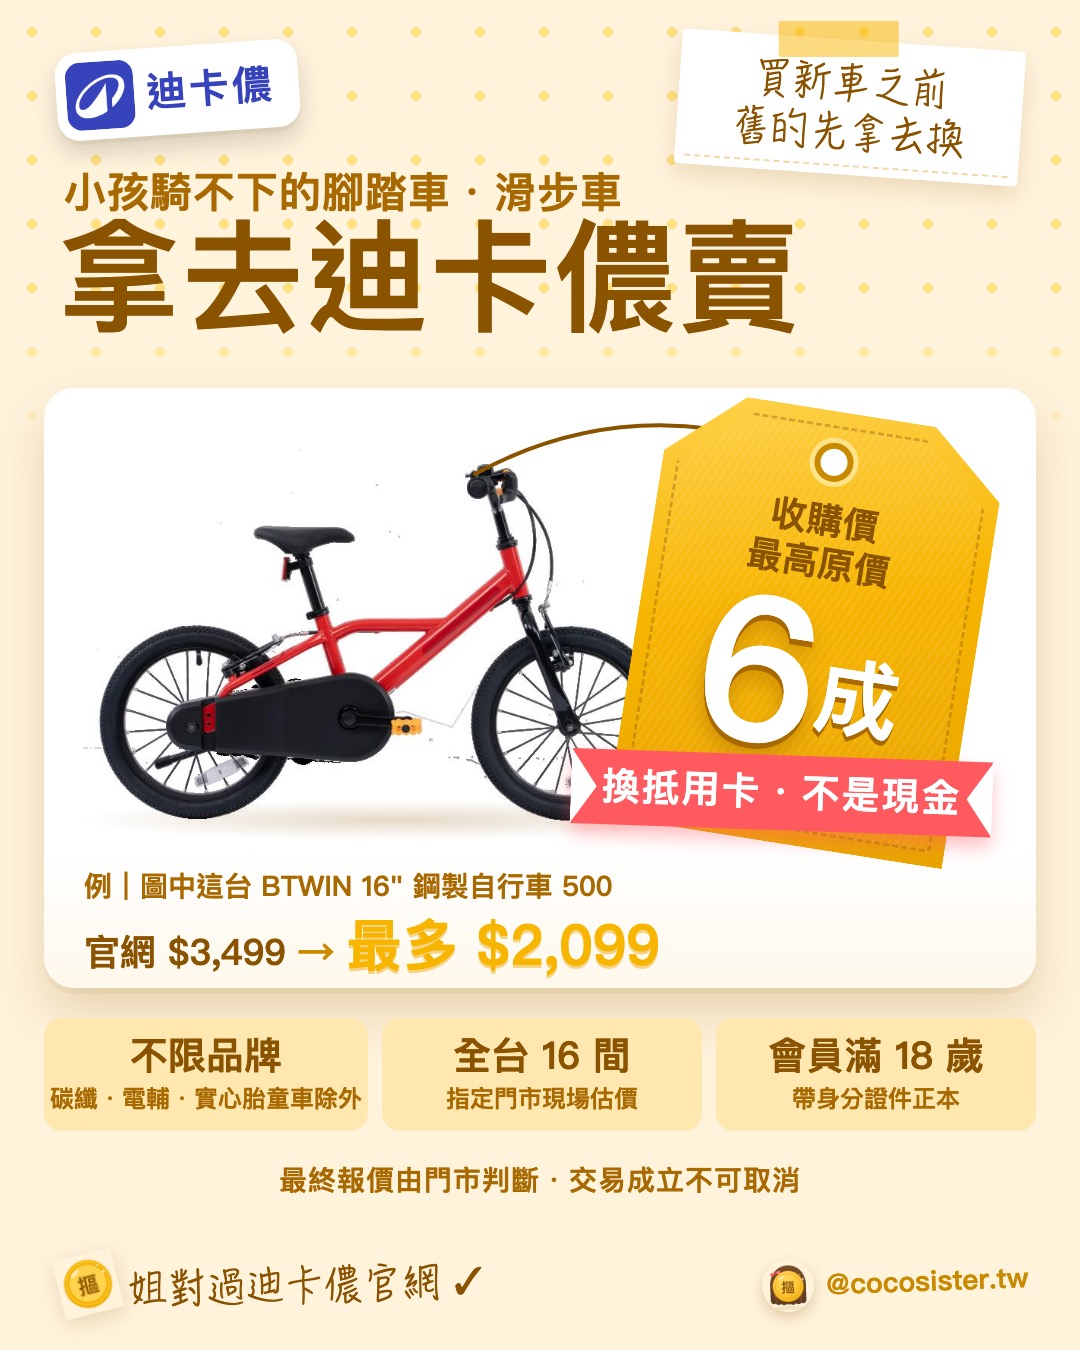 迪卡儂
買新車之前
舊的先拿去換
小孩騎不下的腳踏車 · 滑步車
拿去迪卡儂賣
收購價
最高原價
6成
換抵用卡 · 不是現金
例｜圖中這台 BTWIN 16" 鋼製自行車 500
官網 $3,499 → 最多 $2,099
不限品牌
碳纖 · 電輔 · 實心胎童車除外
全台 16 間
指定門市現場估價
會員滿 18 歲
帶身分證件正本
最終報價由門市判斷 · 交易成立不可取消
摳
姐對過迪卡儂官網 ✓
摳
@cocosister.tw